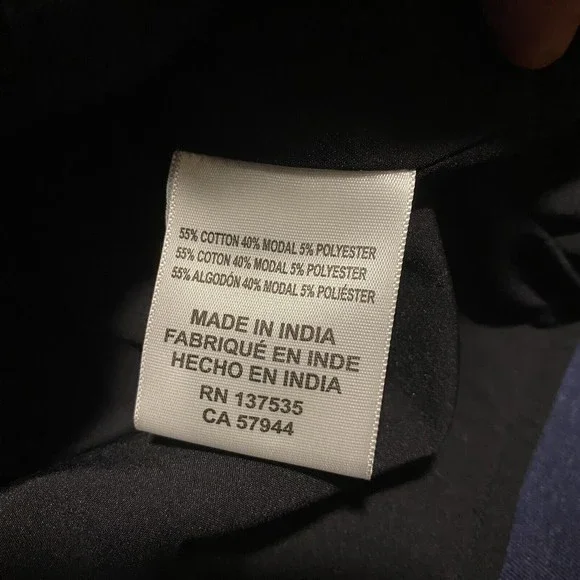 55% COTTON 40% MODAL 5% POLYESTER
55% COTON 40% MODAL 5% POLYESTER
55% ALGODÓN 40% MODAL 5% POLIÉSTER
MADE IN INDIA
FABRIQUÉ EN INDE
HECHO EN INDIA
RN 137535
CA 57944